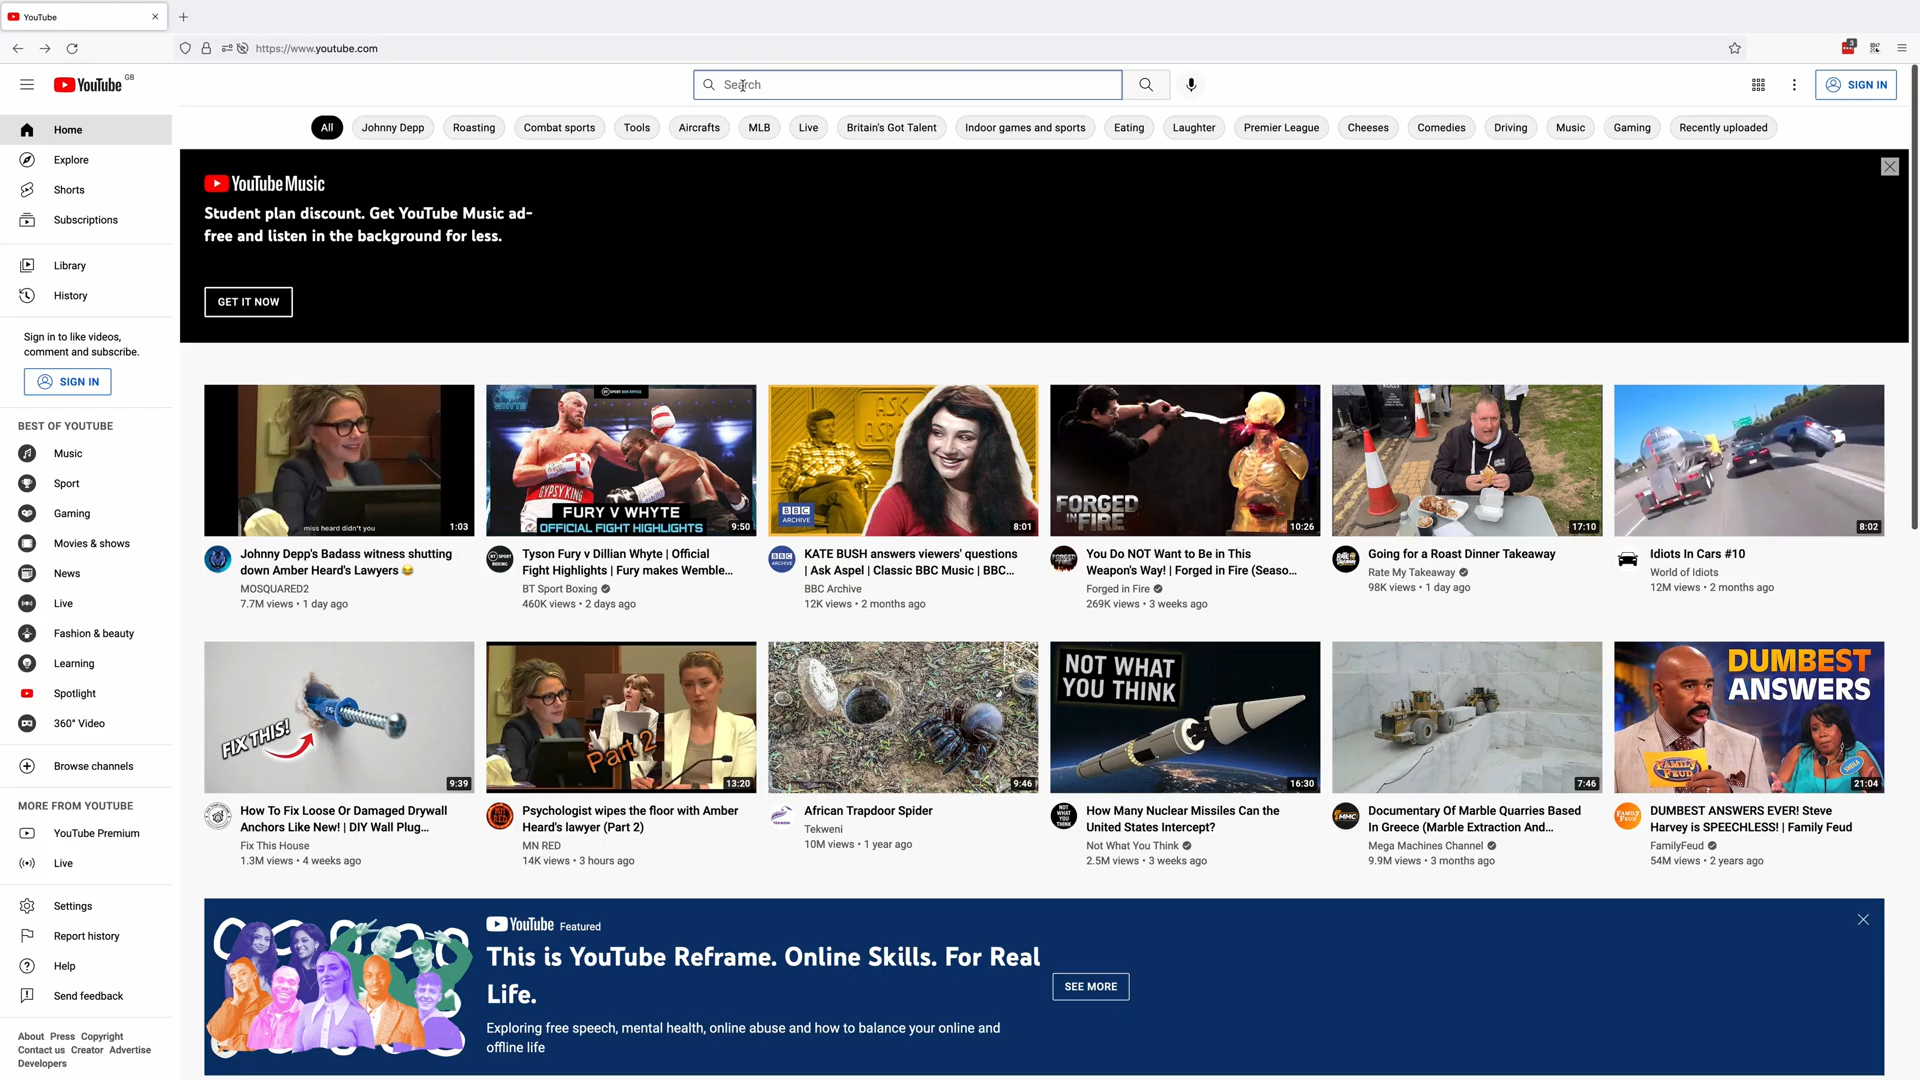 YouTube
https://www.youtube.com
3
YouTube GB
Search
SIGN IN
All
Johnny Depp
Roasting
Combat sports
Tools
Aircrafts
MLB
Live
Britain's Got Talent
Indoor games and sports
Eating
Laughter
Premier League
Cheeses
Comedies
Driving
Music
Gaming
Recently uploaded
Home
Explore
Shorts
Subscriptions
Library
History
Sign in to like videos,
comment and subscribe.
SIGN IN
BEST OF YOUTUBE
Music
Sport
Gaming
Movies & shows
News
Live
Fashion & beauty
Learning
Spotlight
360° Video
Browse channels
MORE FROM YOUTUBE
YouTube Premium
Live
Settings
Report history
Help
Send feedback
About Press Copyright
Contact us Creator Advertise
Developers
YouTube Music
Student plan discount. Get YouTube Music ad-
free and listen in the background for less.
GET IT NOW
miss heard didn't you
1:03
Johnny Depp's Badass witness shutting
down Amber Heard's Lawyers 😂
MOSQUARED2
7.7M views • 1 day ago
GYPSY KING
FURY V WHYTE
OFFICIAL FIGHT HIGHLIGHTS
9:50
Tyson Fury v Dillian Whyte | Official
Fight Highlights | Fury makes Wemble...
BT Sport Boxing
460K views • 2 days ago
ASK
ASP
BBC
ARCHIVE
8:01
KATE BUSH answers viewers' questions
| Ask Aspel | Classic BBC Music | BBC...
BBC Archive
12K views • 2 months ago
FORGED
IN FIRE
10:26
You Do NOT Want to Be in This
Weapon's Way! | Forged in Fire (Seaso...
Forged in Fire
269K views • 3 weeks ago
ROLLS
17:10
Going for a Roast Dinner Takeaway
Rate My Takeaway
98K views • 1 day ago
8:02
Idiots In Cars #10
World of Idiots
12M views • 2 months ago
FIX THIS!
9:39
How To Fix Loose Or Damaged Drywall
Anchors Like New! | DIY Wall Plug...
Fix This House
1.3M views • 4 weeks ago
Part 2
13:20
Psychologist wipes the floor with Amber
Heard's lawyer (Part 2)
MN RED
14K views • 3 hours ago
9:46
African Trapdoor Spider
Tekweni
10M views • 1 year ago
NOT WHAT
YOU THINK
16:30
How Many Nuclear Missiles Can the
United States Intercept?
Not What You Think
2.5M views • 3 weeks ago
7:46
Documentary Of Marble Quarries Based
In Greece (Marble Extraction And...
Mega Machines Channel
9.9M views • 3 months ago
DUMBEST
ANSWERS
FAMILY
FEUD
SHEILA
21:04
DUMBEST ANSWERS EVER! Steve
Harvey is SPEECHLESS! | Family Feud
FamilyFeud
54M views • 2 years ago
YouTube Featured
This is YouTube Reframe. Online Skills. For Real
Life.
Exploring free speech, mental health, online abuse and how to balance your online and
offline life
SEE MORE